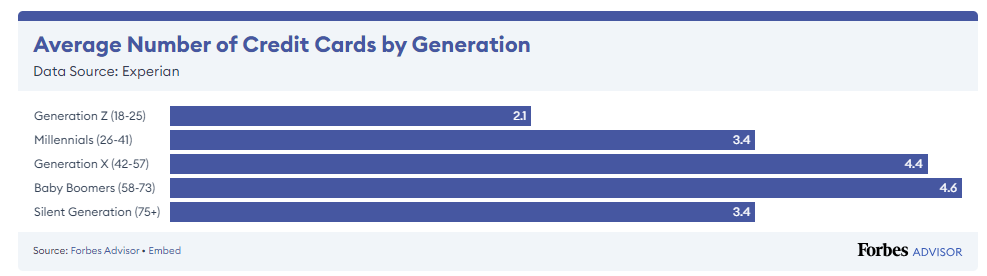 Average Number of Credit Cards by Generation
Data Source: Experian
Generation Z (18-25) 2.1
Millennials (26-41) 3.4
Generation X (42-57) 4.4
Baby Boomers (58-73) 4.6
Silent Generation (75+) 3.4
Source: Forbes Advisor • Embed
Forbes ADVISOR